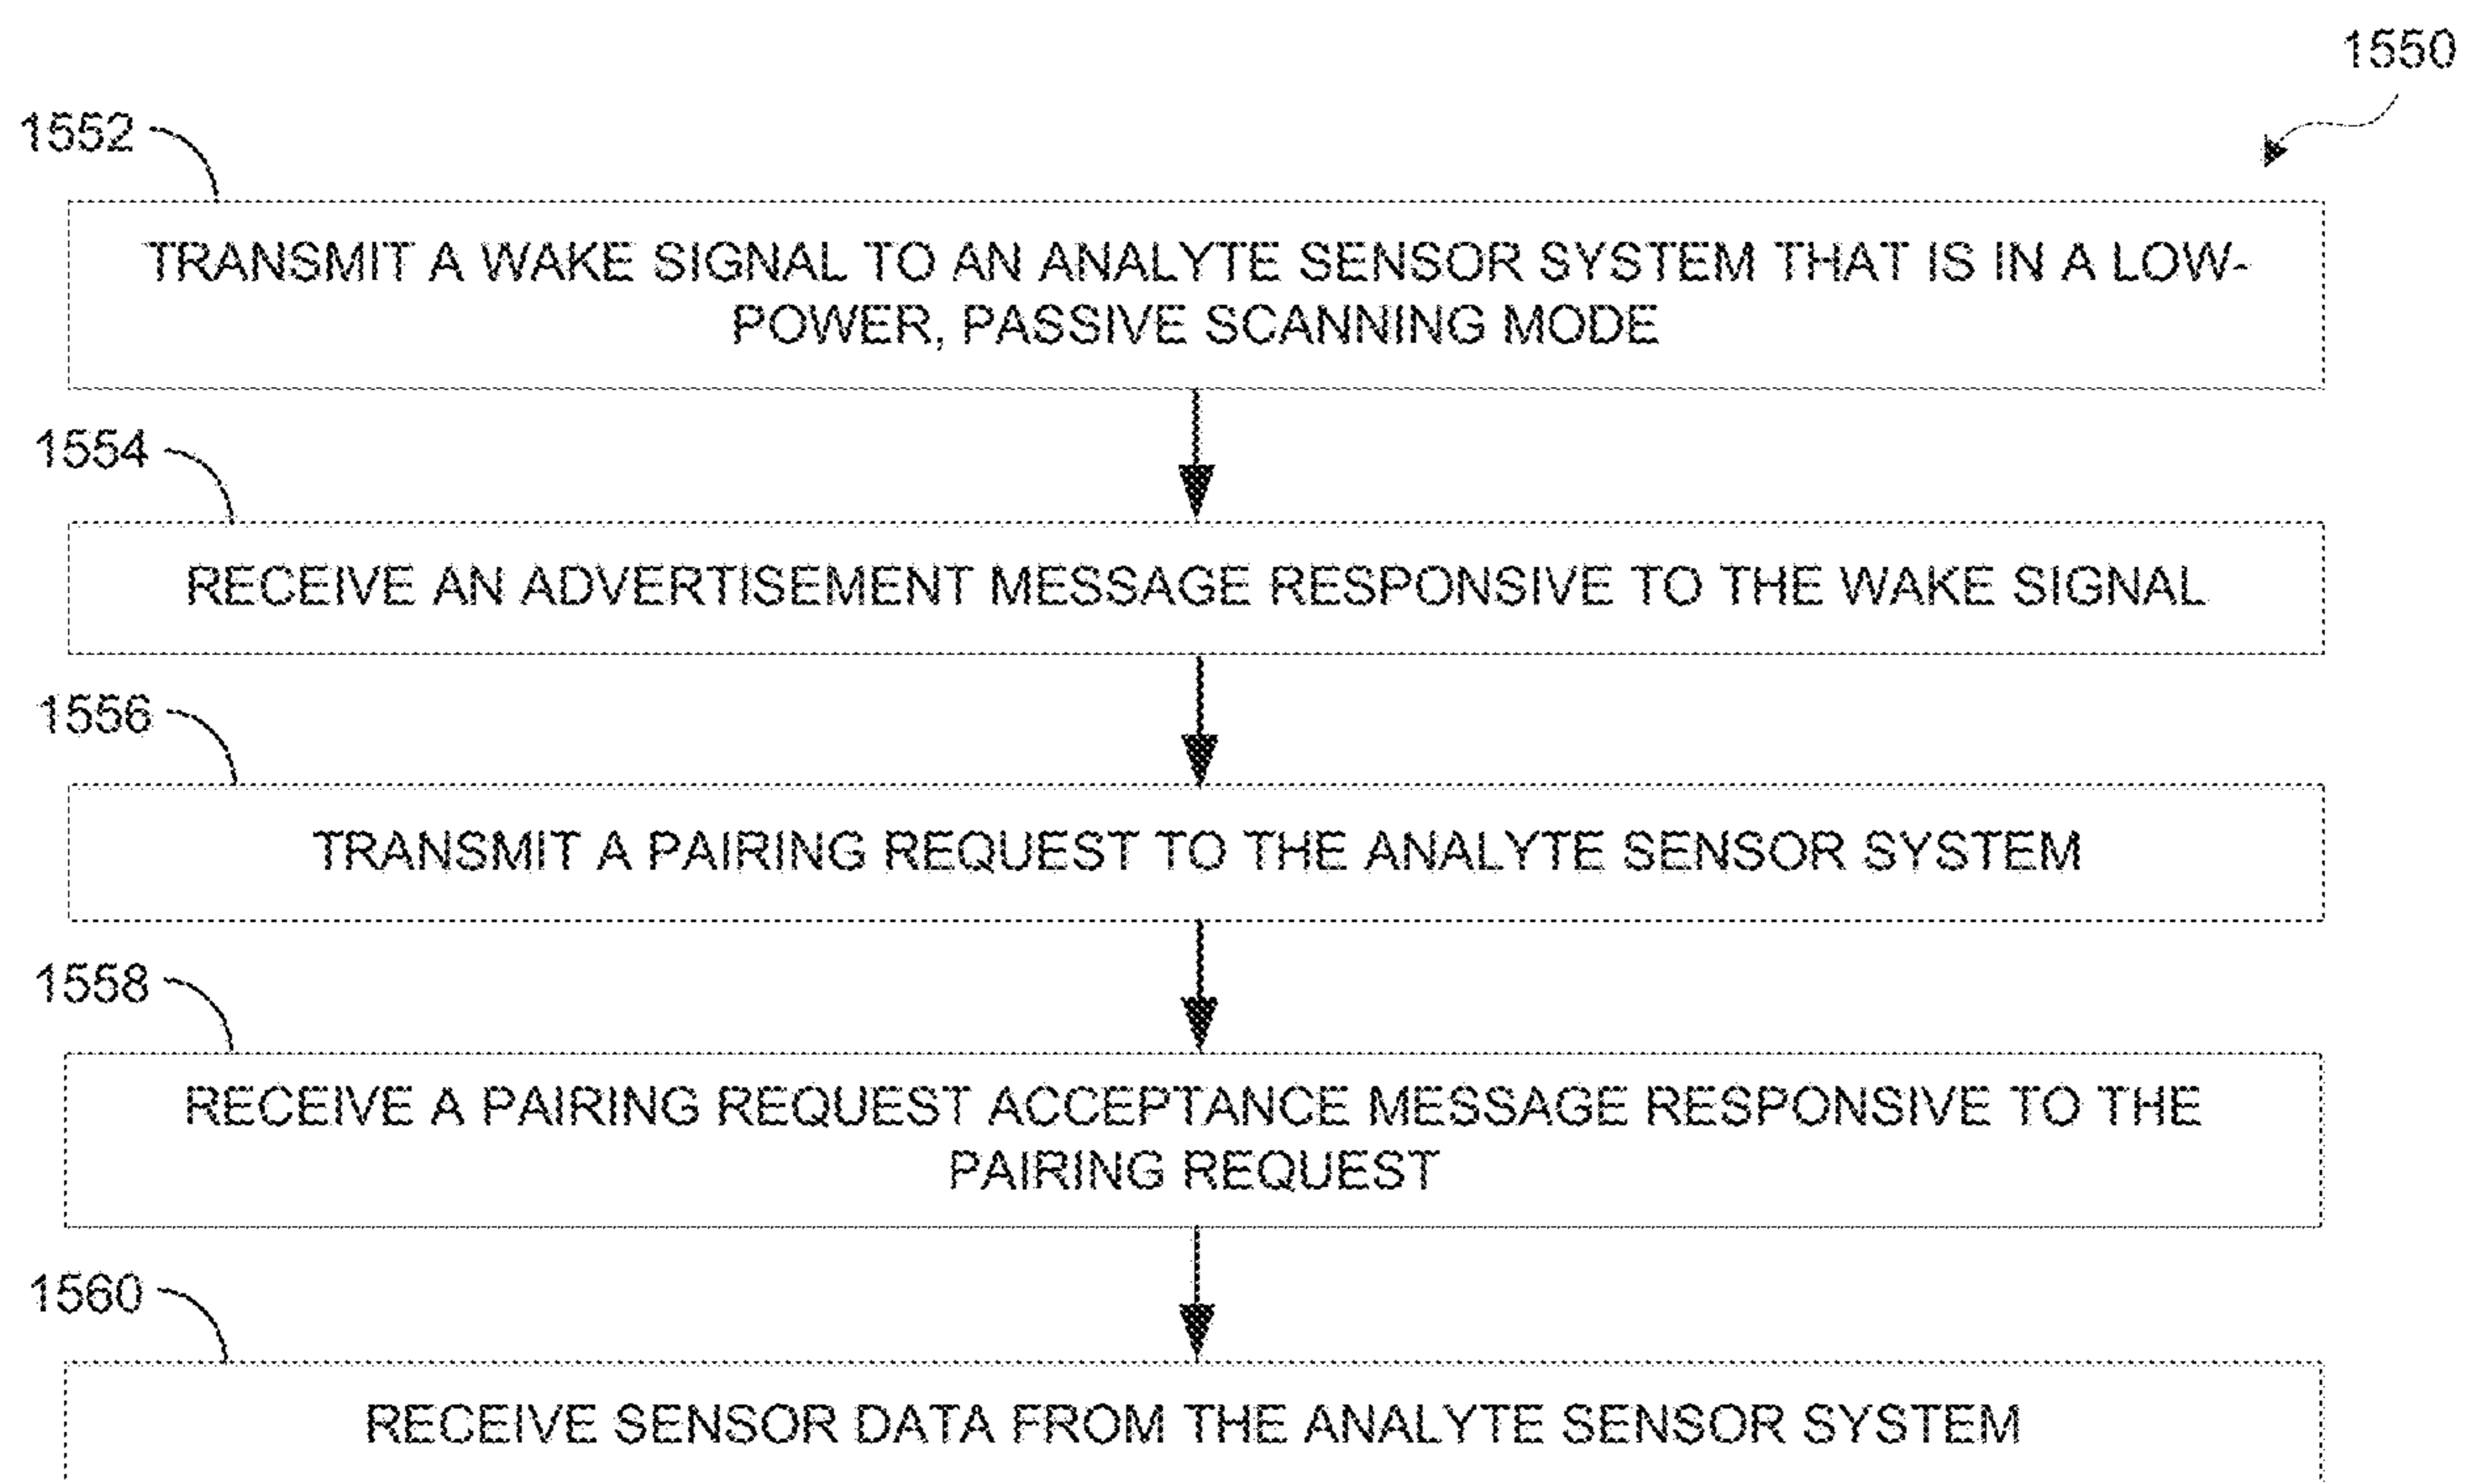 1550
1552
TRANSMIT A WAKE SIGNAL TO AN ANALYTE SENSOR SYSTEM THAT IS IN A LOW-
POWER, PASSIVE SCANNING MODE
1554
RECEIVE AN ADVERTISEMENT MESSAGE RESPONSIVE TO THE WAKE SIGNAL
1556
TRANSMIT A PAIRING REQUEST TO THE ANALYTE SENSOR SYSTEM
1558
RECEIVE A PAIRING REQUEST ACCEPTANCE MESSAGE RESPONSIVE TO THE
PAIRING REQUEST
1560
RECEIVE SENSOR DATA FROM THE ANALYTE SENSOR SYSTEM